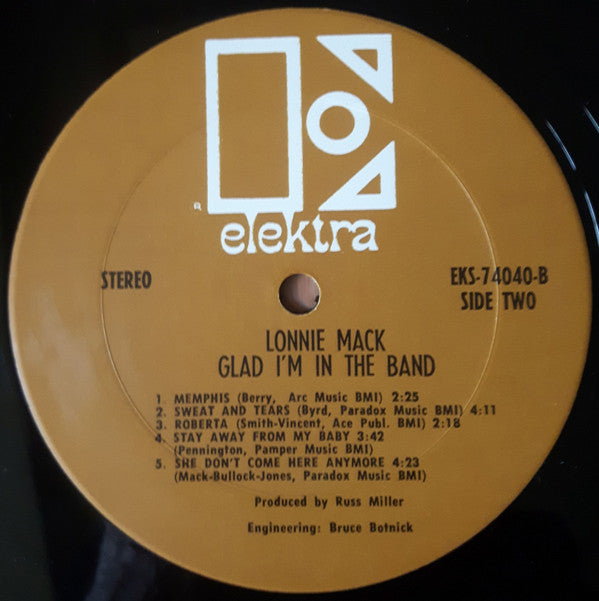 ®
elektra
STEREO
EKS-74040-B
SIDE TWO
LONNIE MACK
GLAD I'M IN THE BAND
1. MEMPHIS (Berry, Arc Music BMI) 2:25
2. SWEAT AND TEARS (Byrd, Paradox Music BMI) 4:11
3. ROBERTA (Smith-Vincent, Ace Publ. BMI) 2:18
4. STAY AWAY FROM MY BABY 3:42
(Pennington, Pamper Music BMI)
5. SHE DON'T COME HERE ANYMORE 4:23
(Mack-Bullock-Jones, Paradox Music BMI)
Produced by Russ Miller
Engineering: Bruce Botnick